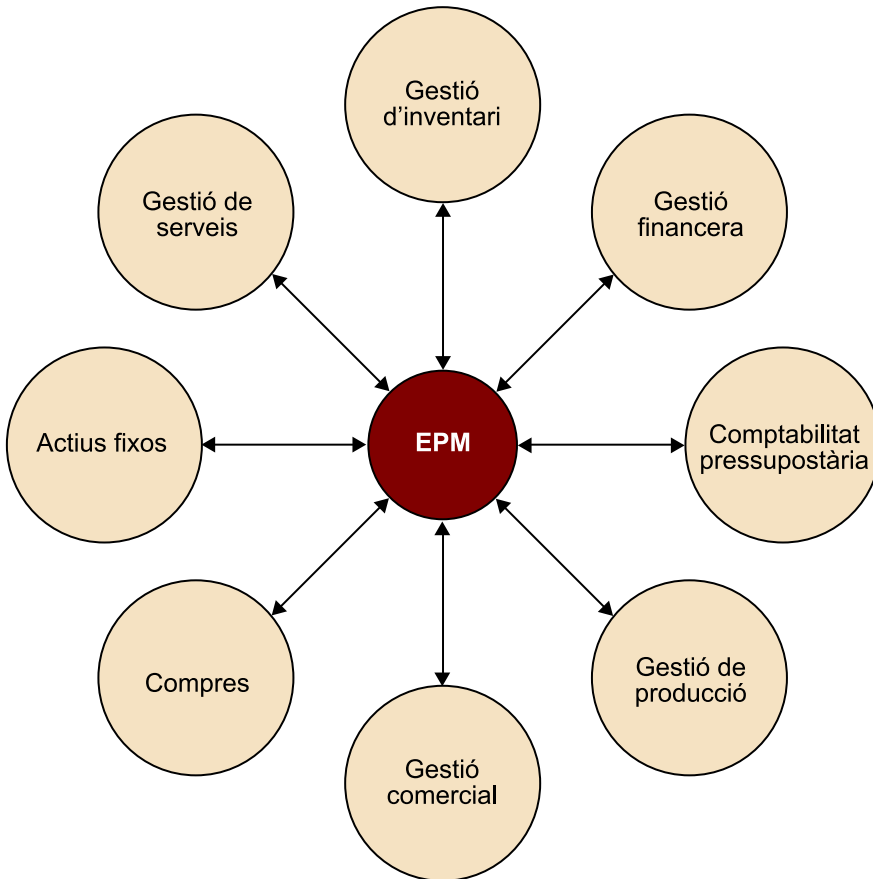 Gestió
d’inventari
Gestió de
serveis
Gestió
financera
Actius fixos
EPM
Comptabilitat
pressupostària
Compres
Gestió de
producció
Gestió
comercial